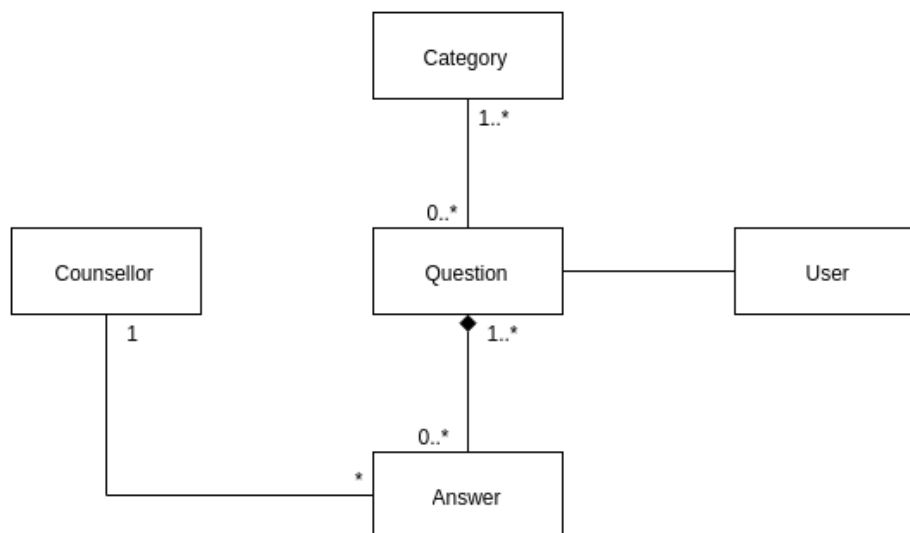 Category
1..*
0..*
Counsellor
Question
User
1
1..*
0..*
*
Answer